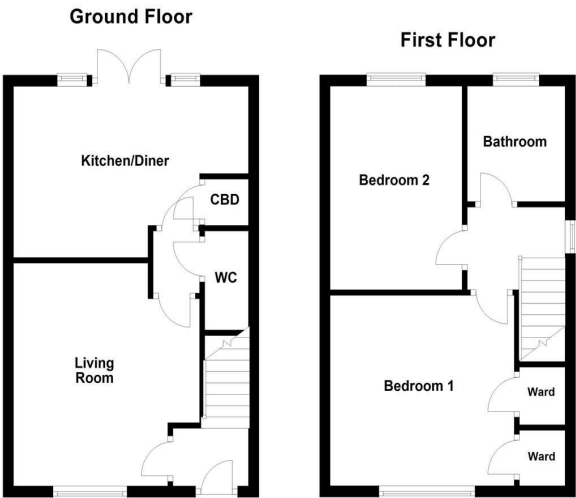 Ground Floor
Kitchen/Diner
CBD
WC
Living
Room
First Floor
Bathroom
Bedroom 2
Bedroom 1
Ward
Ward